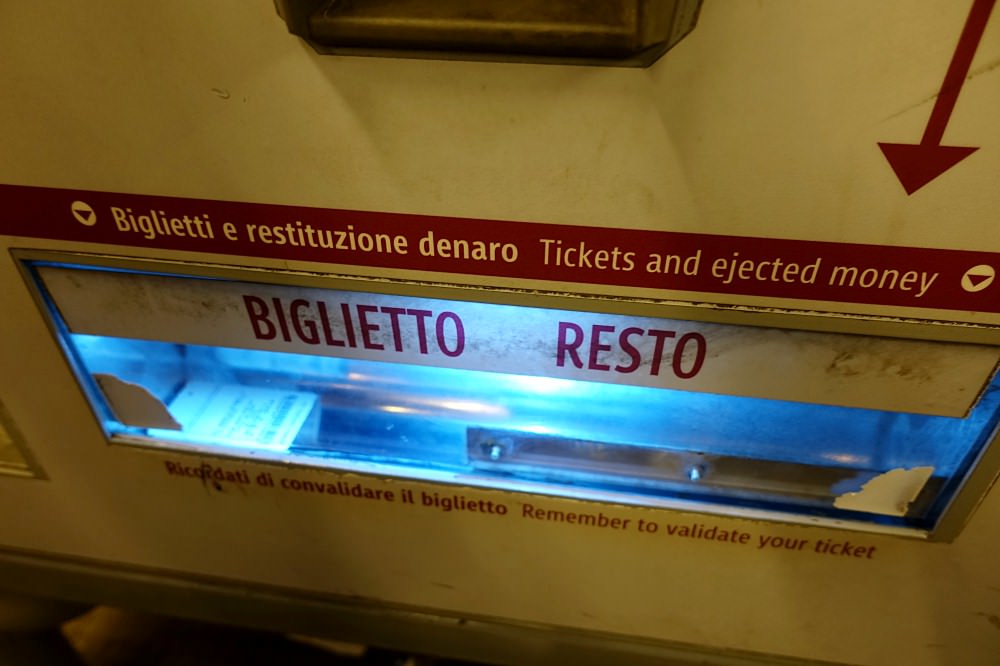 Biglietti e restituzione denaro Tickets and ejected money
BIGLIETTO RESTO
Ricordati di convalidare il biglietto Remember to validate your ticket